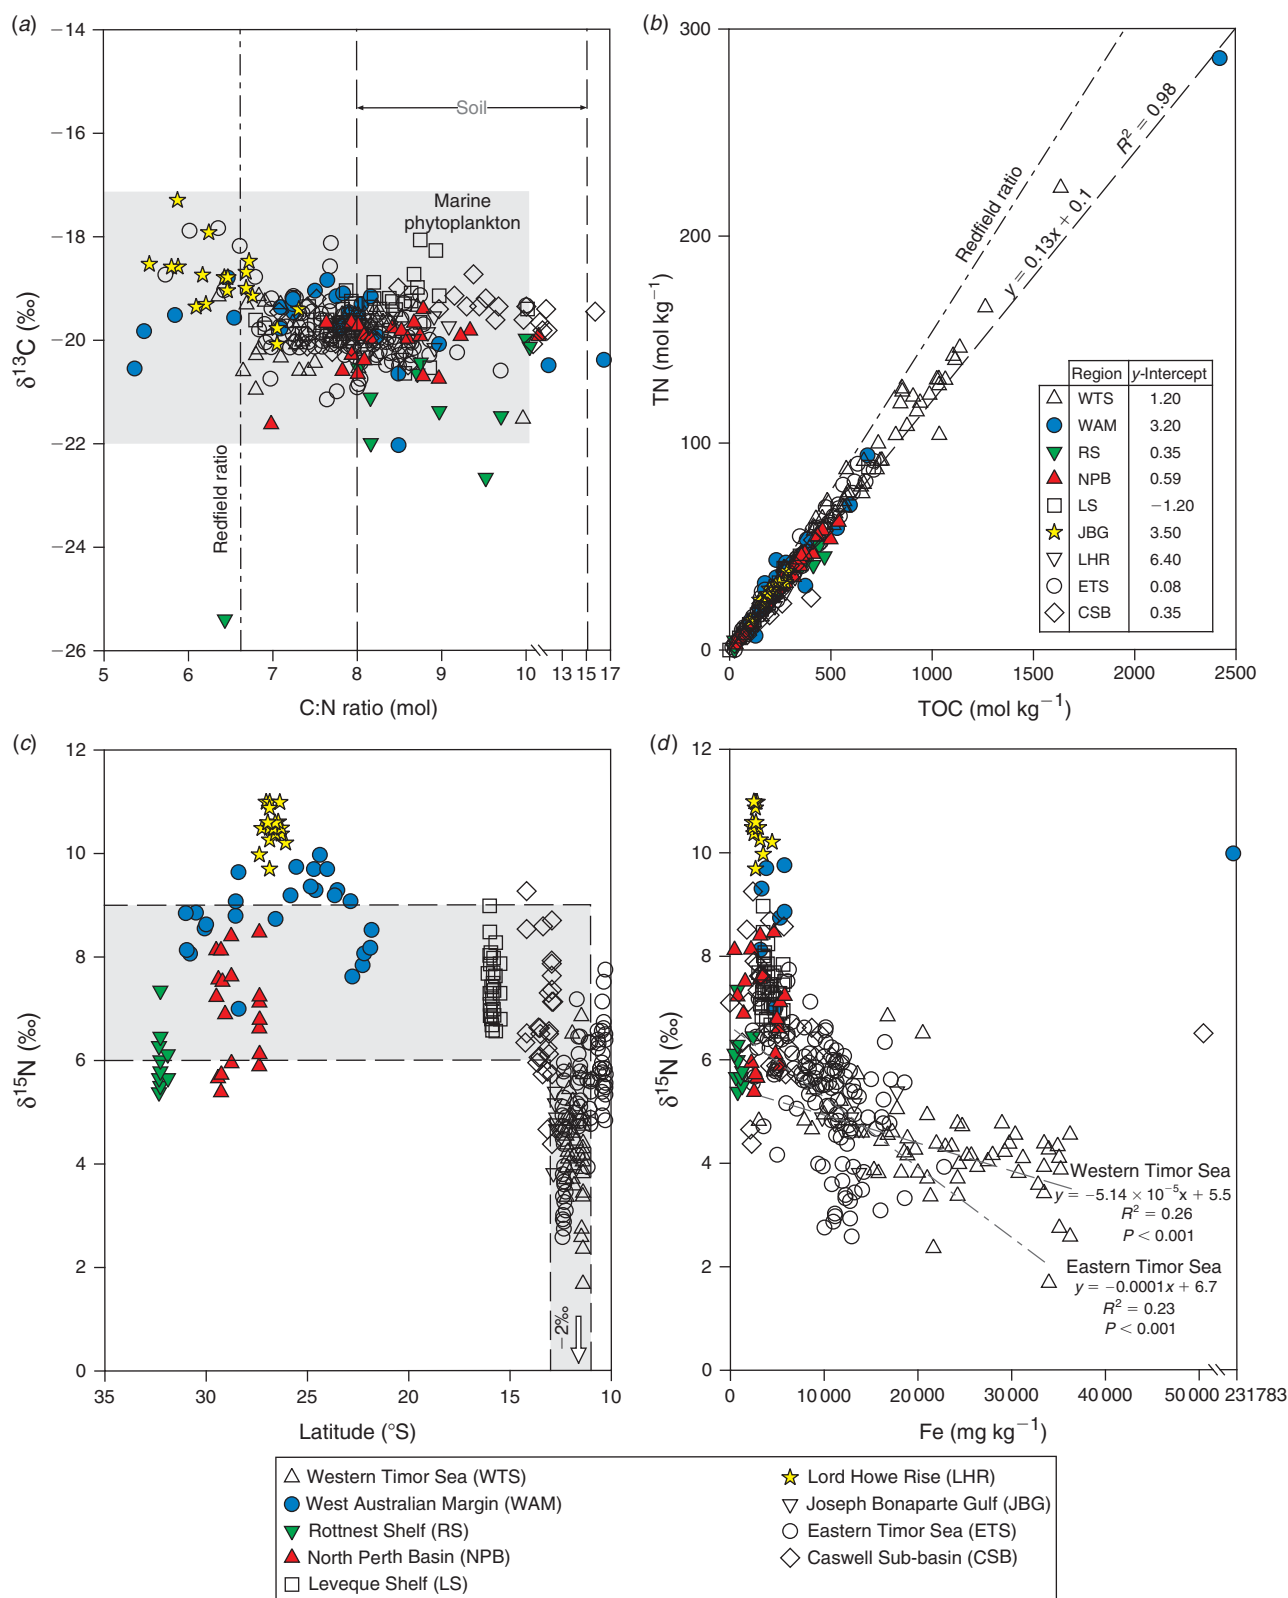 (a)
−14
−16
−18
−20
−22
−24
−26
δ13C (‰)
Soil
Marine
phytoplankton
Redfield ratio
5 6 7 8 9 10 13 15 17
C:N ratio (mol)
(b)
300
200
100
0
TN (mol kg−1)
Redfield ratio
R2 = 0.98
y = 0.13x + 0.1
Region y-Intercept
WTS 1.20
WAM 3.20
RS 0.35
NPB 0.59
LS −1.20
JBG 3.50
LHR 6.40
ETS 0.08
CSB 0.35
0 500 1000 1500 2000 2500
TOC (mol kg−1)
(c)
12
10
8
6
4
2
0
δ15N (‰)
−2‰
35 30 25 20 15 10
Latitude (°S)
(d)
12
10
8
6
4
2
0
δ15N (‰)
Western Timor Sea
y = −5.14 × 10−5x + 5.5
R2 = 0.26
P < 0.001
Eastern Timor Sea
y = −0.0001x + 6.7
R2 = 0.23
P < 0.001
0 10 000 20 000 30 000 40 000 50 000 231783
Fe (mg kg−1)
Western Timor Sea (WTS)
West Australian Margin (WAM)
Rottnest Shelf (RS)
North Perth Basin (NPB)
Leveque Shelf (LS)
Lord Howe Rise (LHR)
Joseph Bonaparte Gulf (JBG)
Eastern Timor Sea (ETS)
Caswell Sub-basin (CSB)